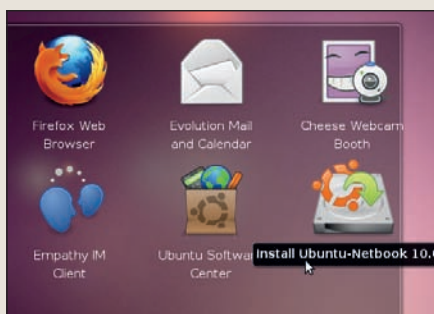 Firefox Web
Browser
Evolution Mail
and Calendar
Cheese Webcam
Booth
Empathy IM
Client
Ubuntu Softwar
Center
Install Ubuntu-Netbook 10.